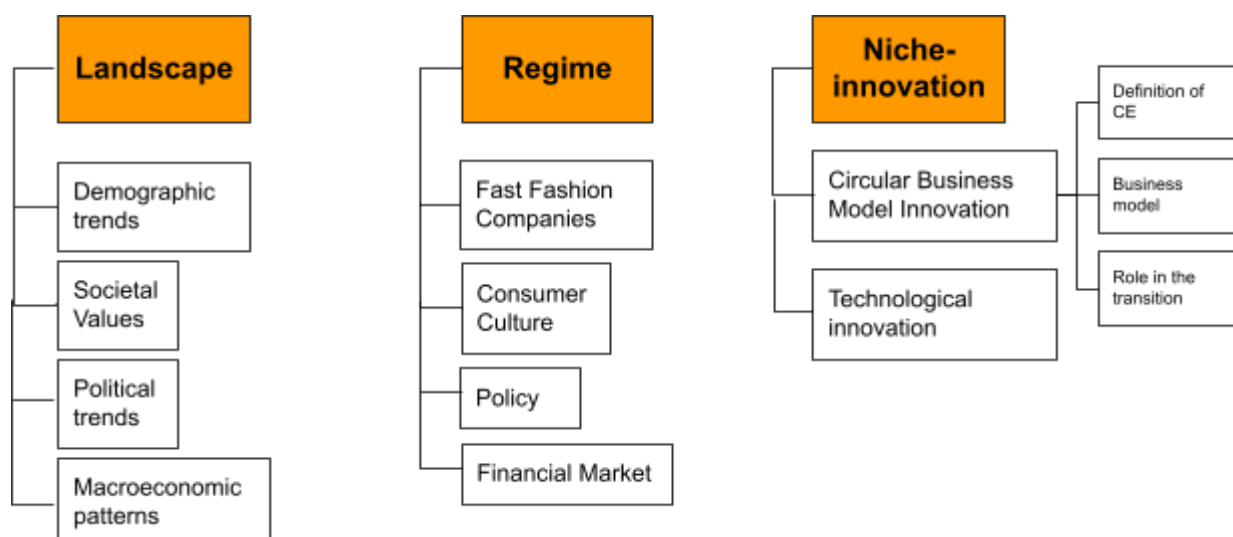 Landscape
Demographic
trends
Societal
Values
Political
trends
Macroeconomic
patterns
Regime
Fast Fashion
Companies
Consumer
Culture
Policy
Financial Market
Niche-
innovation
Circular Business
Model Innovation
Technological
innovation
Definition of
CE
Business
model
Role in the
transition